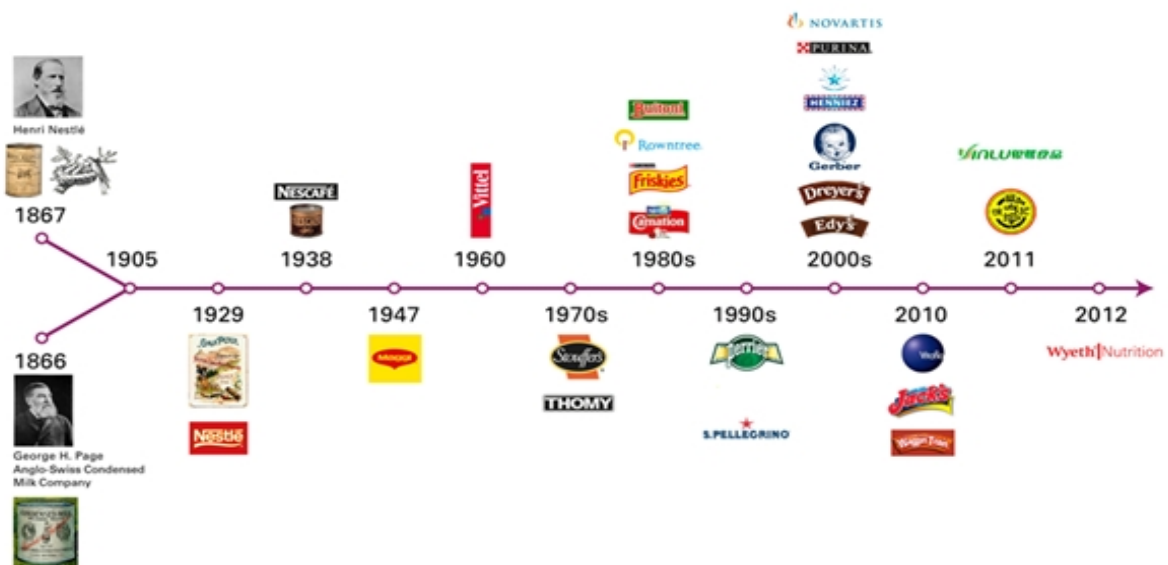 NOVARTIS
PURINA
Henri Nestlé
HENNIEZ
Buitoni
Rowntree
Gerber
Friskies
NESCAFÉ
Vittel
Carnation
Dreyer's
Edy's
1867
1905
1938
1960
1980s
2000s
2011
1929
1947
1970s
1990s
2010
2012
MAGGI
Stouffer's
perrier
Wyeth Nutrition
1866
THOMY
Jack's
Nestlé
S.PELLEGRINO
Waggin' Train
George H. Page
Anglo-Swiss Condensed
Milk Company